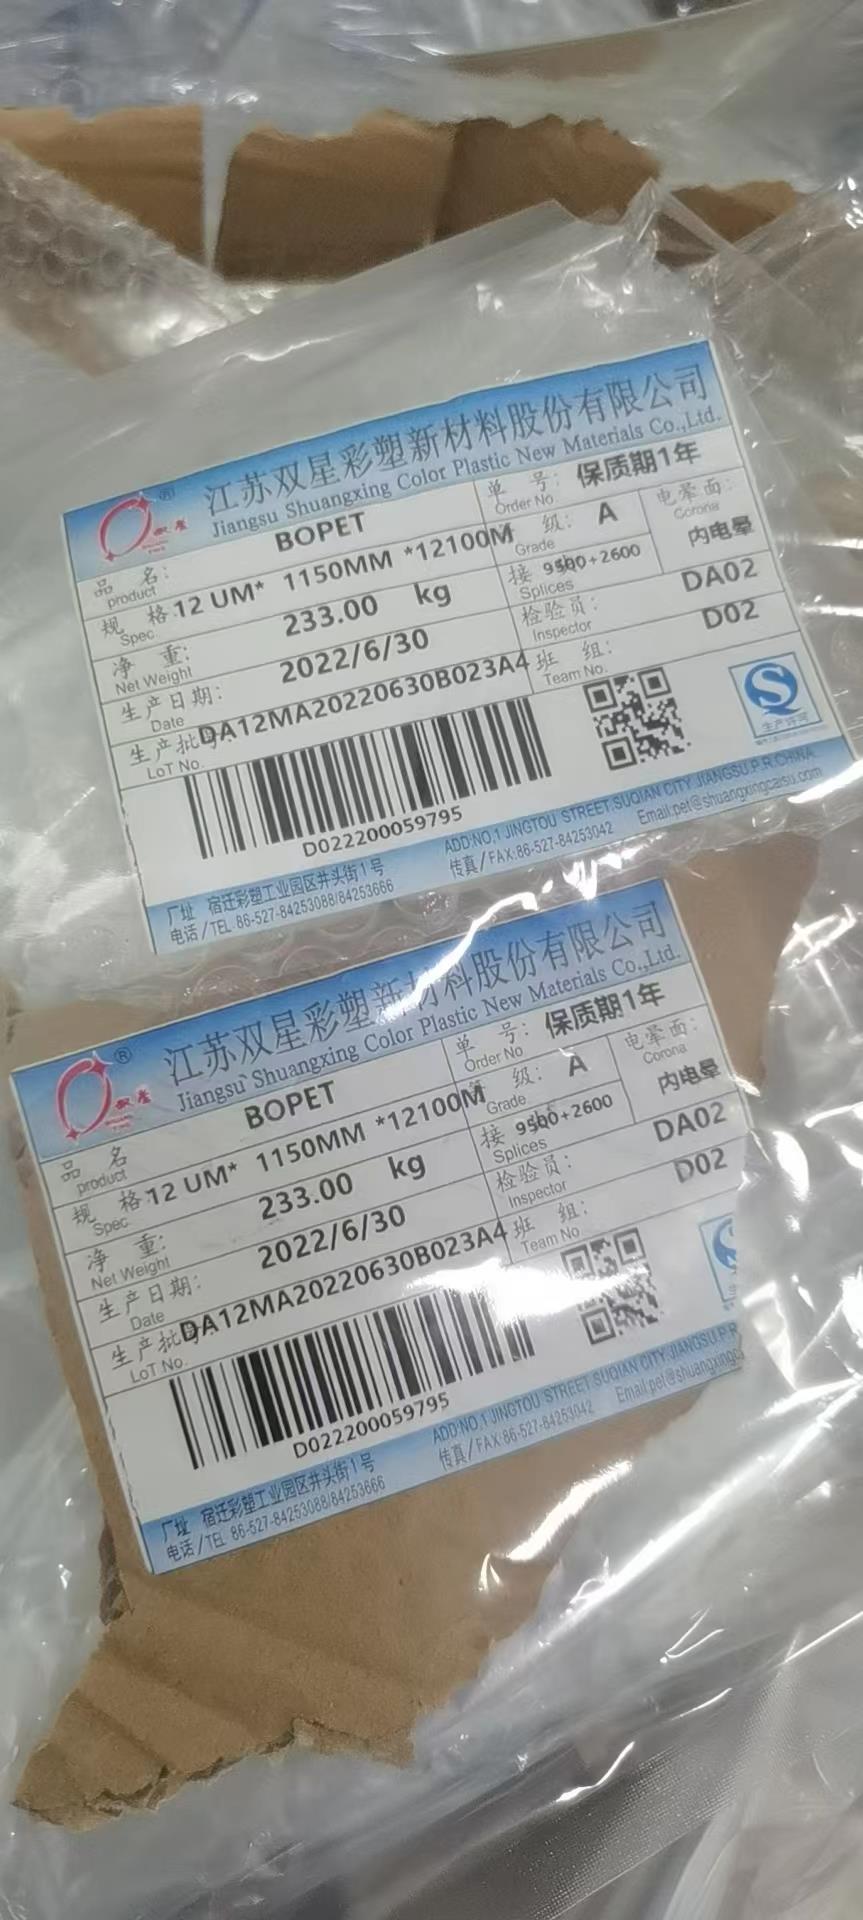 江苏双星彩塑新材料股份有限公司
Jiangsu Shuangxing Color Plastic New Materials Co.,Ltd.
®
品 名: BOPET
product
单 号: 保质期1年
Order No
规 格: 12 UM* 1150MM *12100M
Spec
级: A
Grade
电晕面: 内电晕
Corona
净 重: 233.00 kg
Net Weight
接 9500+2600
Splices
生产日期: 2022/6/30
Date
检验员: DA02
Inspector
生产批号: DA12MA20220630B023A4
LoT No.
班 组: D02
Team No.
D022200059795
生产许可
厂址 宿迁彩塑工业园区井头街1号
ADD:NO.1 JINGTOU STREET.SUQIAN CITY JIANGSU.P.R.CHINA
电话/TEL 86-527-84253088/84253666
传真/FAX:86-527-84253042
Email:pet@shuangxingcaisu.com
江苏双星彩塑新材料股份有限公司
Jiangsu Shuangxing Color Plastic New Materials Co.,Ltd.
®
品 名 BOPET
product
单 号: 保质期1年
Order No
规 格: 12 UM* 1150MM *12100M
Spec
级: A
Grade
电晕面: 内电晕
Corona
净 重: 233.00 kg
Net Weight
接 9500+2600
Splices
生产日期: 2022/6/30
Date
检验员: DA02
Inspector
生产批 DA12MA20220630B023A4
LoT No.
班 组: D02
Team No
D022200059795
厂址 宿迁彩塑工业园区井头街1号
ADD:NO.1 JINGTOU STREET SUQIAN CITY JIANGSU.P.R
电话/TEL 86-527-84253088/84253666
传真/FAX:86-527-84253042
Email:pet@shuangxingc